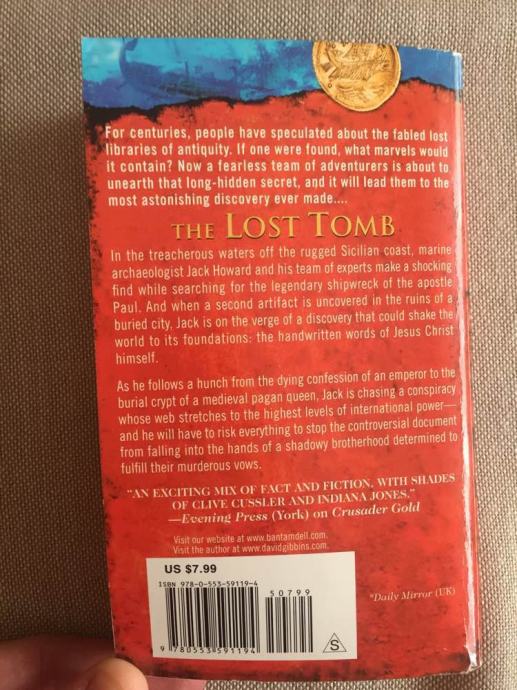 For centuries, people have speculated about the fabled lost
libraries of antiquity. If one were found, what marvels would
it contain? Now a fearless team of adventurers is about to
unearth that long-hidden secret, and it will lead them to the
most astonishing discovery ever made....
THE LOST TOMB
In the treacherous waters off the rugged Sicilian coast, marine
archaeologist Jack Howard and his team of experts make a shocking
find while searching for the legendary shipwreck of the apostle
Paul. And when a second artifact is uncovered in the ruins of a
buried city, Jack is on the verge of a discovery that could shake the
world to its foundations: the handwritten words of Jesus Christ
himself.
As he follows a hunch from the dying confession of an emperor to the
burial crypt of a medieval pagan queen, Jack is chasing a conspiracy
whose web stretches to the highest levels of international power—
and he will have to risk everything to stop the controversial document
from falling into the hands of a shadowy brotherhood determined to
fulfill their murderous vows.
"AN EXCITING MIX OF FACT AND FICTION, WITH SHADES
OF CLIVE CUSSLER AND INDIANA JONES."
—Evening Press (York) on Crusader Gold
Visit our website at www.bantamdell.com.
Visit the author at www.davidgibbins.com.
US $7.99
ISBN 978-0-553-59119-4
50799
9 780553 591194
S
*Daily Mirror (UK)